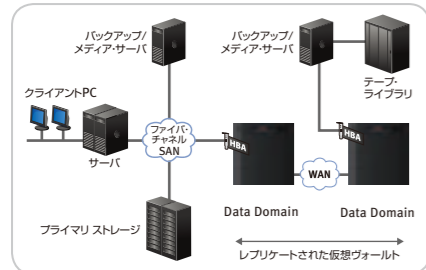 バックアップ/
メディア・サーバ
バックアップ/
メディア・サーバ
テープ・
ライブラリ
クライアントPC
サーバ
ファイバ・
チャネル
SAN
HBA
HBA
WAN
プライマリ ストレージ
Data Domain
Data Domain
レプリケートされた仮想ヴォールト